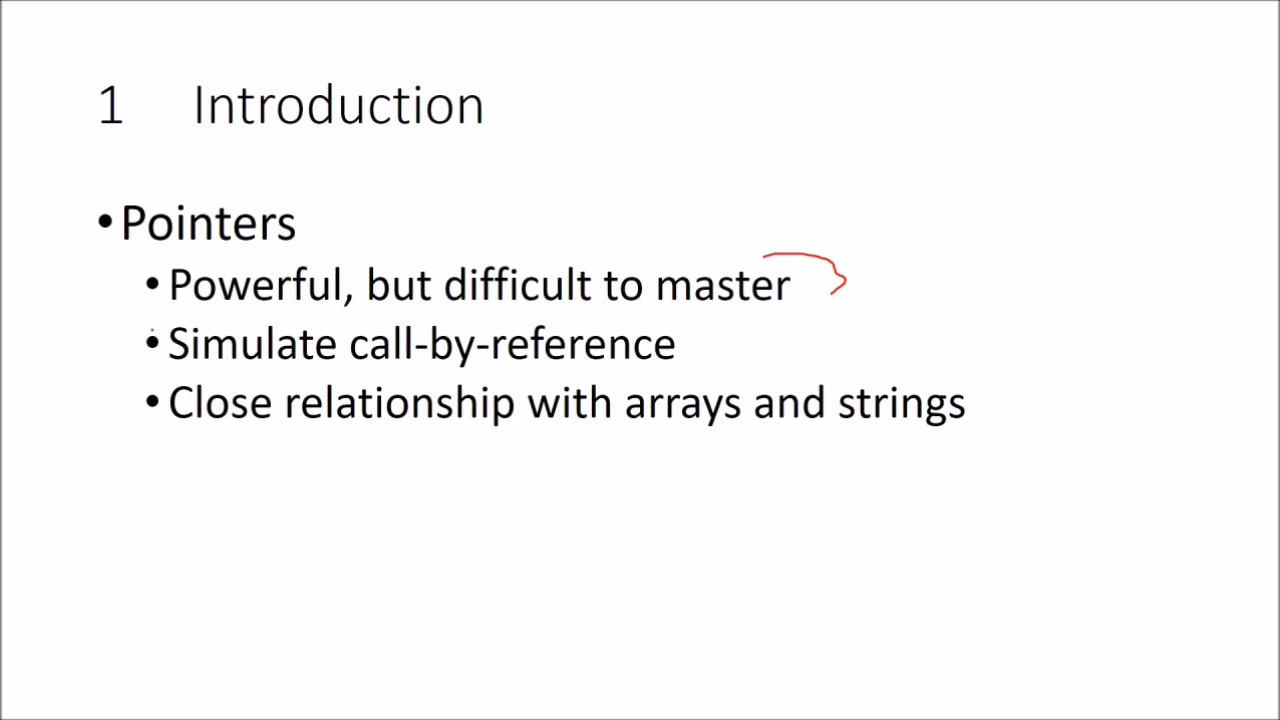 1 Introduction
• Pointers
• Powerful, but difficult to master
• Simulate call-by-reference
• Close relationship with arrays and strings